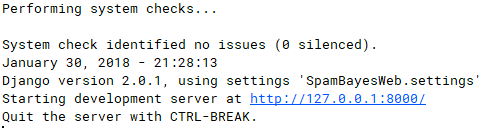 Performing system checks...
System check identified no issues (0 silenced).
January 30, 2018 - 21:28:13
Django version 2.0.1, using settings 'SpamBayesWeb.settings'
Starting development server at http://127.0.0.1:8000/
Quit the server with CTRL-BREAK.